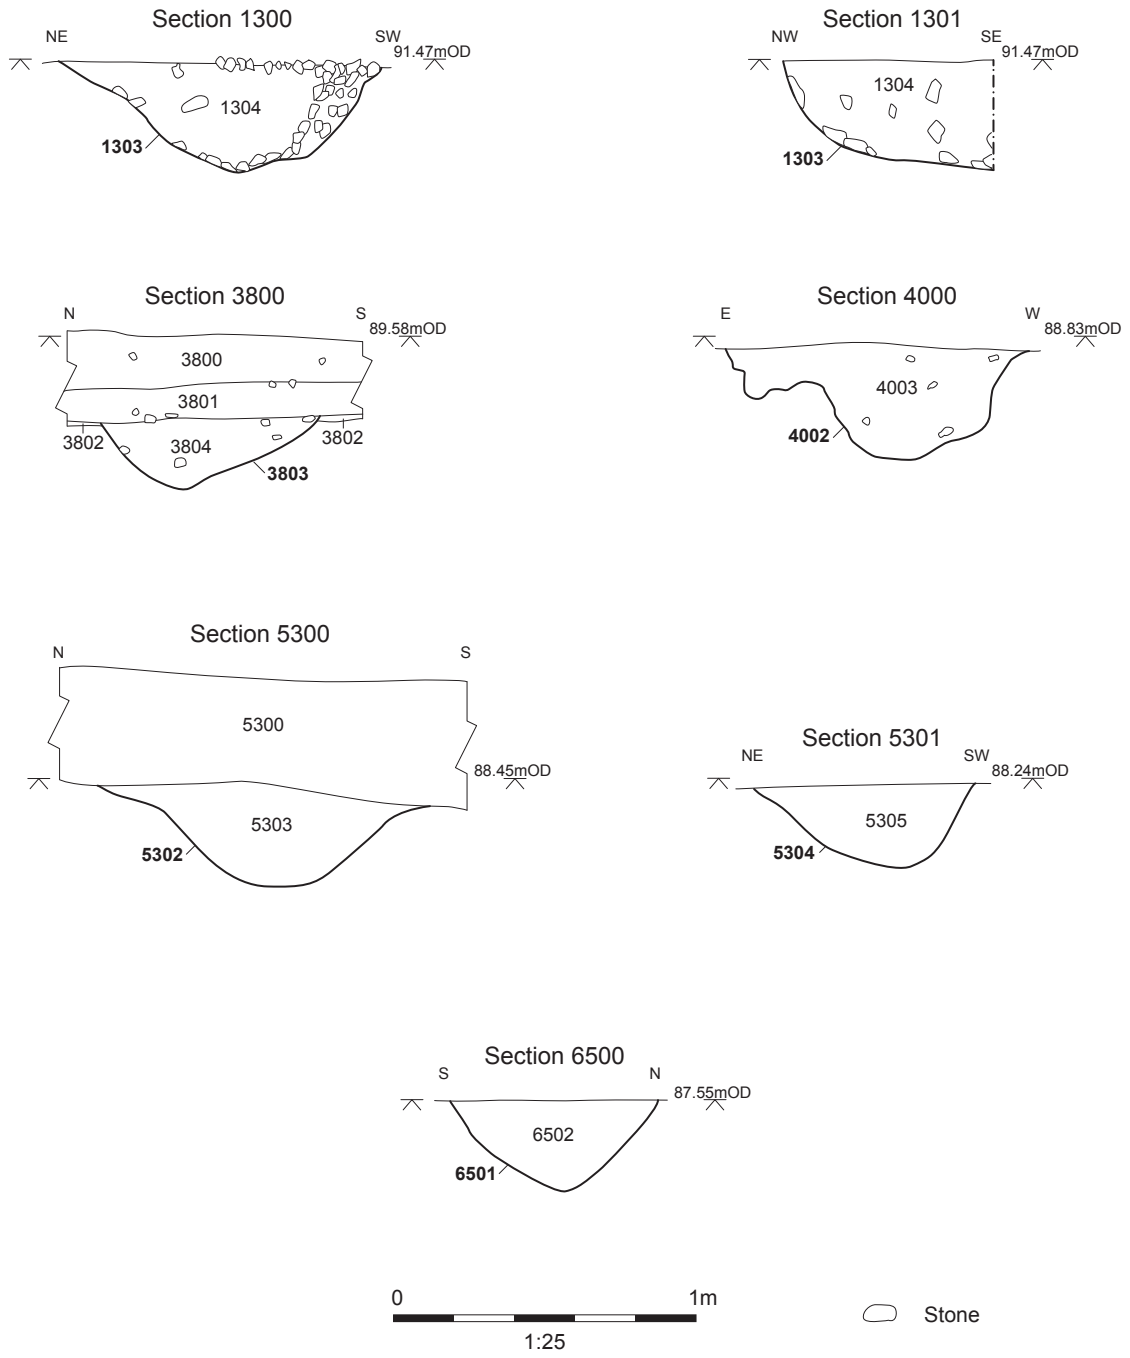 Section 1300
NE
SW
91.47mOD
1304
1303
Section 1301
NW
SE
91.47mOD
1304
1303
Section 3800
N
S
89.58mOD
3800
3801
3802
3804
3802
3803
Section 4000
E
W
88.83mOD
4003
4002
Section 5300
N
S
5300
88.45mOD
5303
5302
Section 5301
NE
SW
88.24mOD
5305
5304
Section 6500
S
N
87.55mOD
6502
6501
0
1m
1:25
Stone